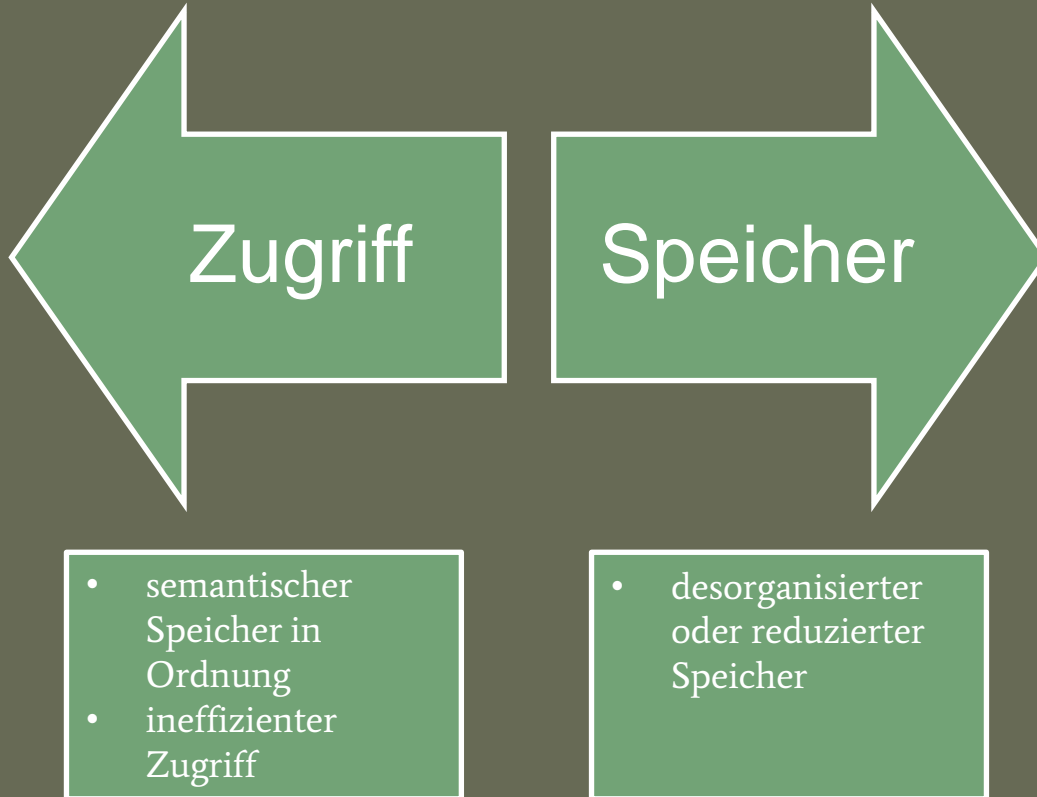 Zugriff
Speicher
• semantischer
Speicher in
Ordnung
• ineffizienter
Zugriff
• desorganisierter
oder reduzierter
Speicher